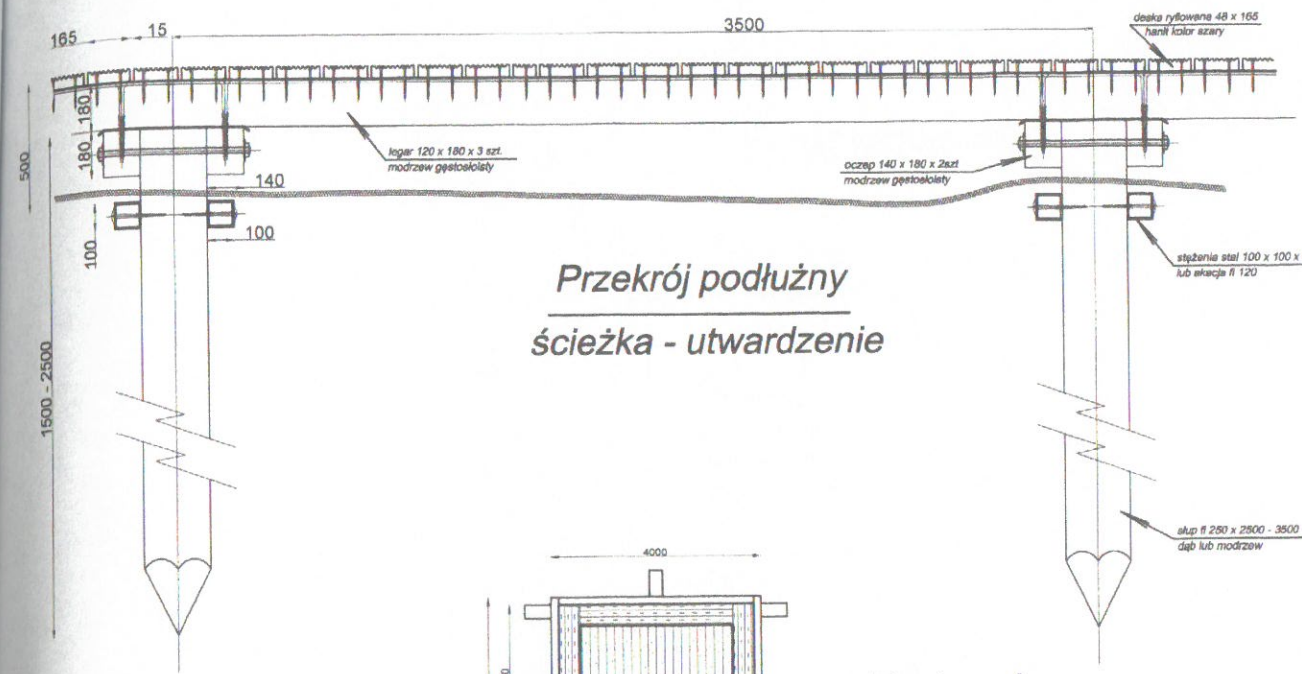 165
15
3500
deska ryflowana 48 x 165
hanit kolor szary
180
180
500
legar 120 x 180 x 3 szt.
modrzew gęstosłoisty
oczep 140 x 180 x 2szt
modrzew gęstosłoisty
140
100
100
stężenia stal 100 x 100 x
lub akacja fi 120
Przekrój podłużny
ścieżka - utwardzenie
1500 - 2500
słup fi 250 x 2500 - 3500
dąb lub modrzew
4000